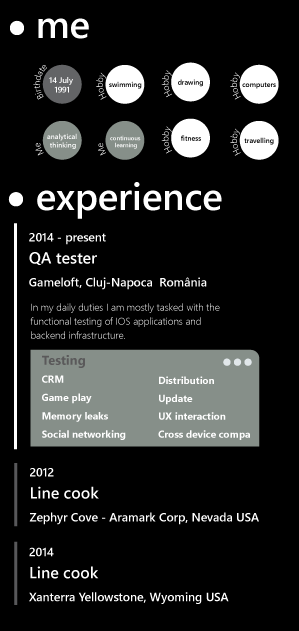 me
Birthdate
14 July
1991
Hobby
swimming
Hobby
drawing
Hobby
computers
Me
analytical
thinking
Me
continuous
learning
Hobby
fitness
Hobby
travelling
experience
2014 - present
QA tester
Gameloft, Cluj-Napoca România
In my daily duties I am mostly tasked with the
functional testing of IOS applications and
backend infrastructure.
Testing
CRM
Distribution
Game play
Update
Memory leaks
UX interaction
Social networking
Cross device compa
2012
Line cook
Zephyr Cove - Aramark Corp, Nevada USA
2014
Line cook
Xanterra Yellowstone, Wyoming USA